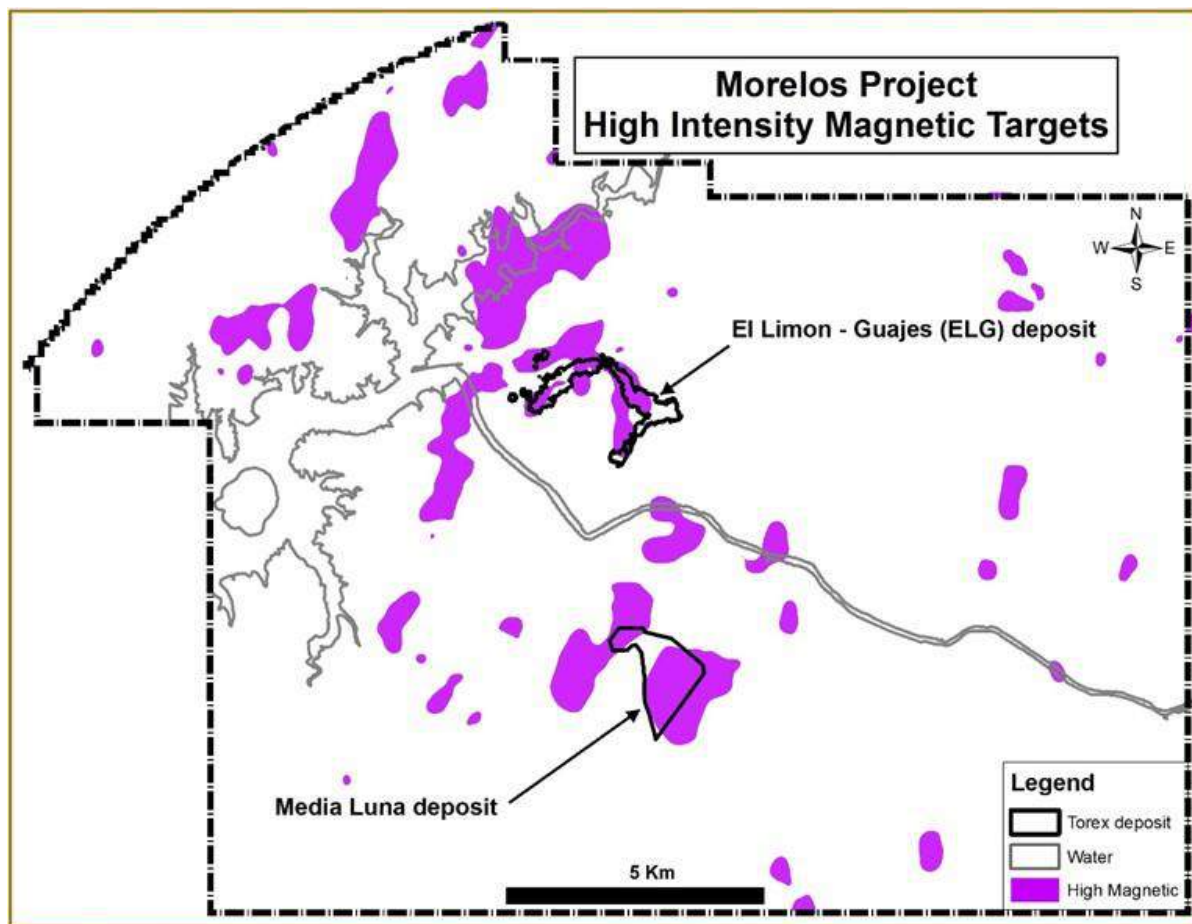 Morelos Project
High Intensity Magnetic Targets
N
W E
S
El Limon - Guajes (ELG) deposit
Media Luna deposit
5 Km
Legend
Torex deposit
Water
High Magnetic